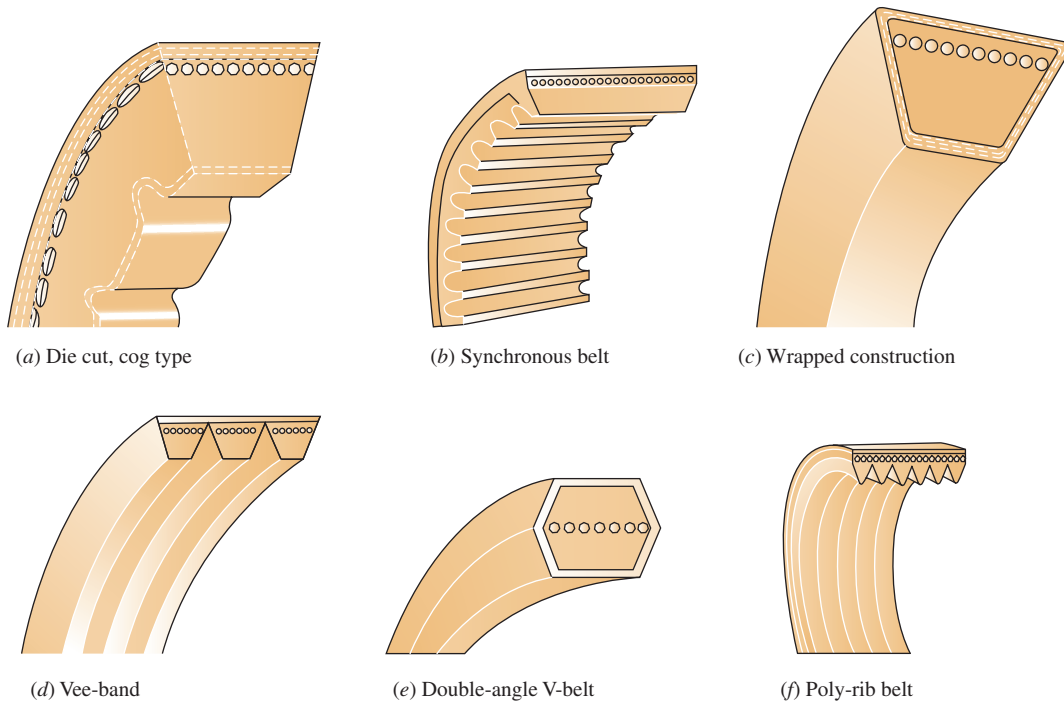 (a) Die cut, cog type
(b) Synchronous belt
(c) Wrapped construction
(d) Vee-band
(e) Double-angle V-belt
(f) Poly-rib belt